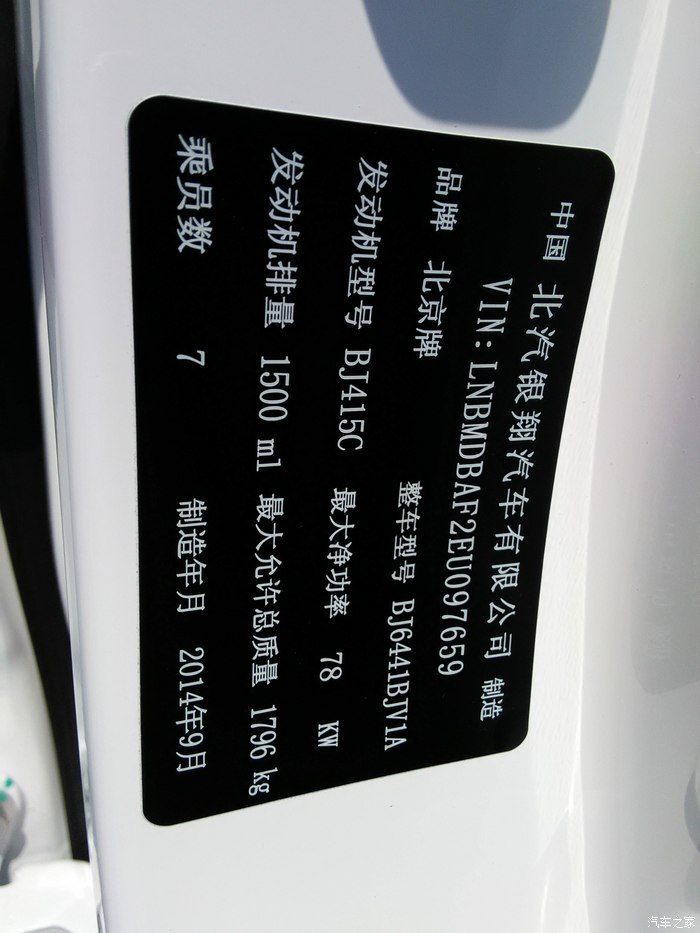 中国 北汽银翔汽车有限公司 制造
VIN:LNBMDBAF2EU097659
品牌 北京牌 整车型号 BJ6441BJV1A
发动机型号 BJ415C 最大净功率 78 KW
发动机排量 1500 ml 最大允许总质量 1796 kg
乘员数 7 制造年月 2014年9月
汽车之家